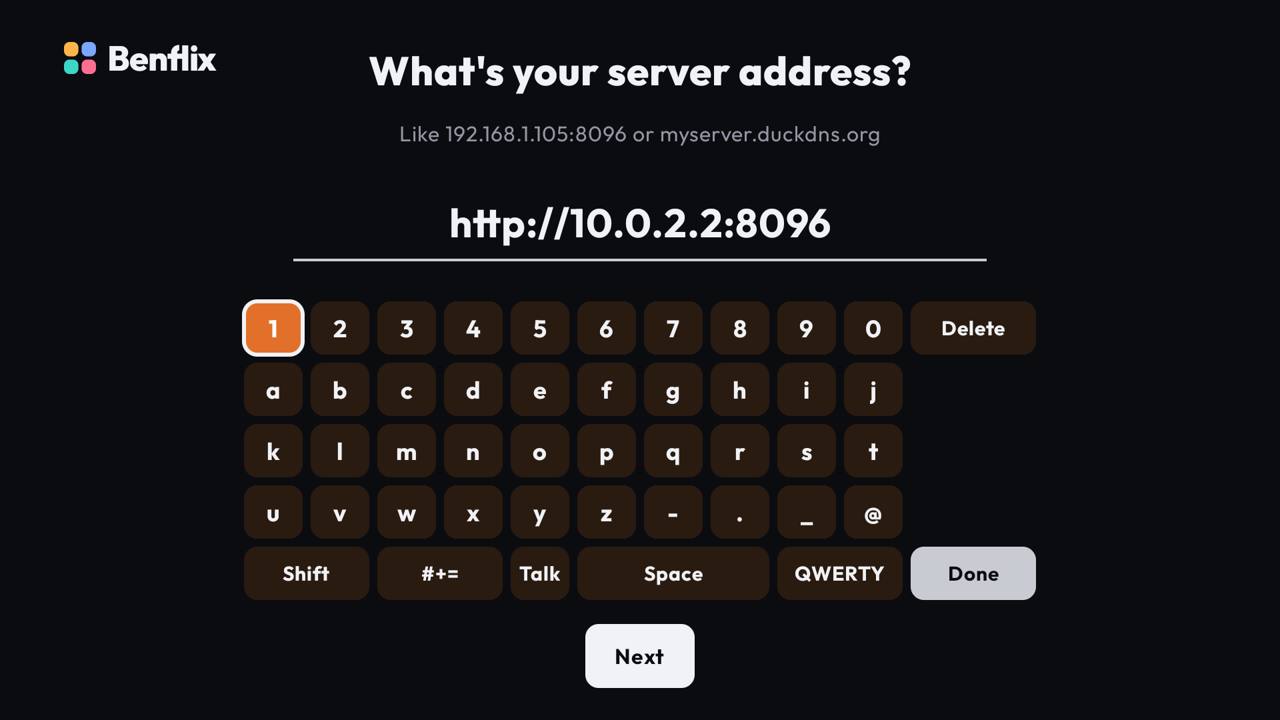 Benflix
What's your server address?
Like 192.168.1.105:8096 or myserver.duckdns.org
http://10.0.2.2:8096
1 2 3 4 5 6 7 8 9 0 Delete
a b c d e f g h i j
k l m n o p q r s t
u v w x y z - . _ @
Shift #+= Talk Space QWERTY Done
Next